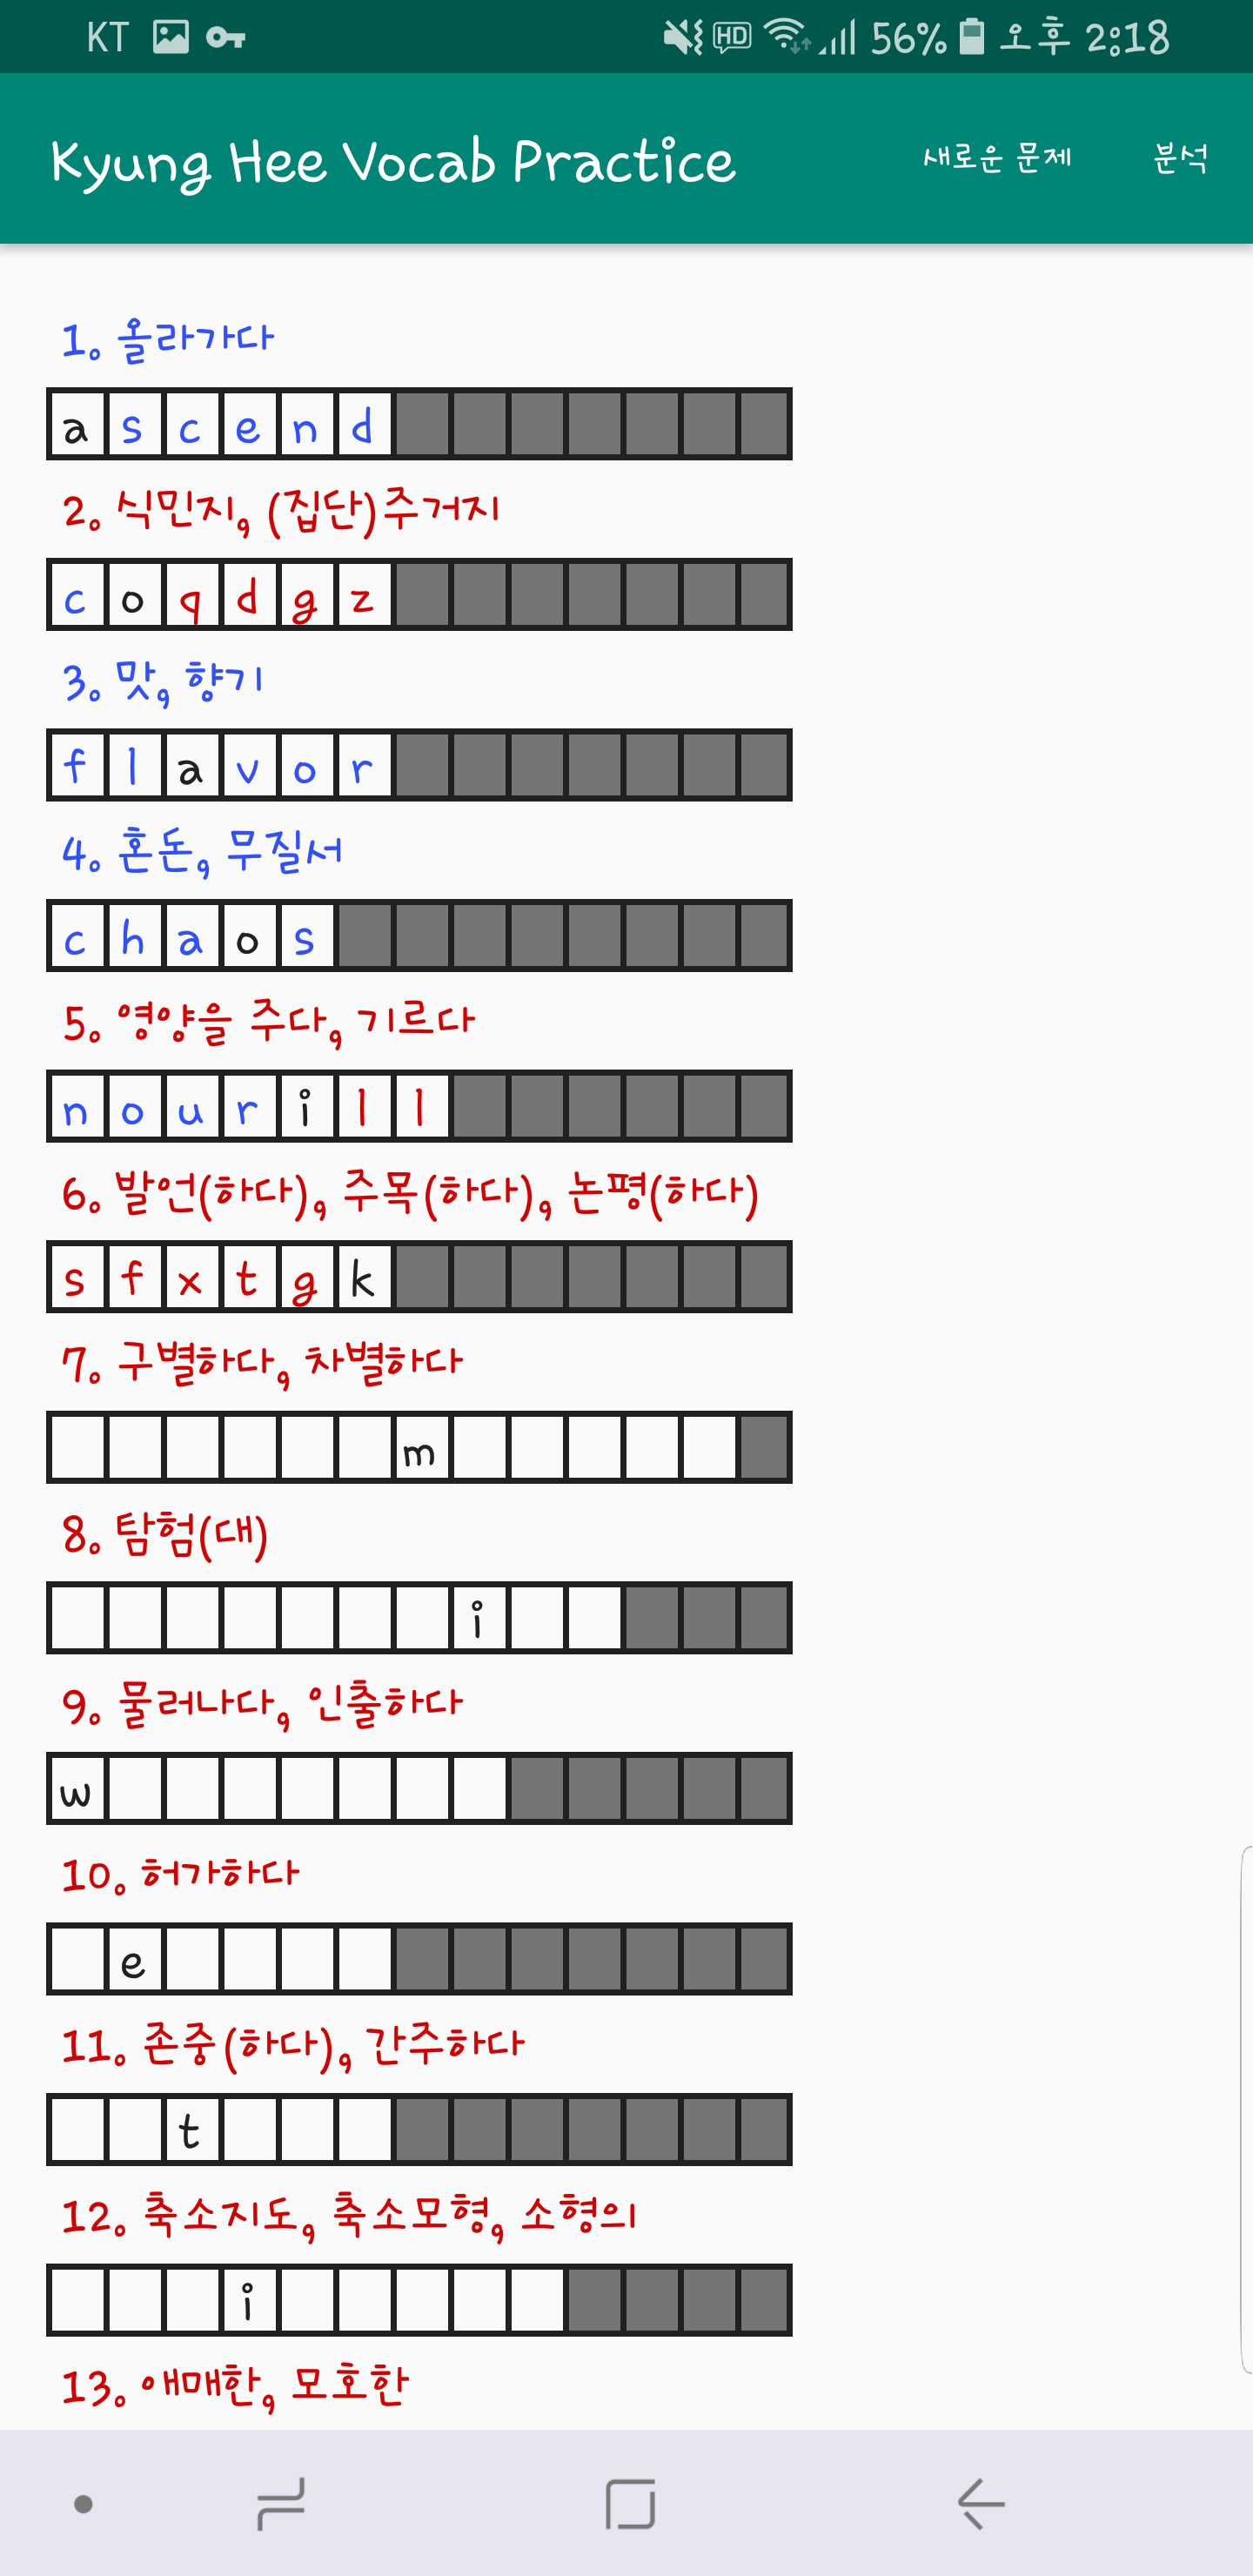 KT HD 56% 오후 2:18
Kyung Hee Vocab Practice 새로운 문제 분석
1. 올라가다
a s c e n d
2. 식민지, (집단)주거지
c o q d g z
3. 맛, 향기
f l a v o r
4. 혼돈, 무질서
c h a o s
5. 영양을 주다, 기르다
n o u r i l l
6. 발언(하다), 주목(하다), 논평(하다)
s f x t g k
7. 구별하다, 차별하다
m
8. 탐험(대)
i
9. 물러나다, 인출하다
w
10. 허가하다
e
11. 존중(하다), 간주하다
t
12. 축소지도, 축소모형, 소형의
i
13. 애매한, 모호한